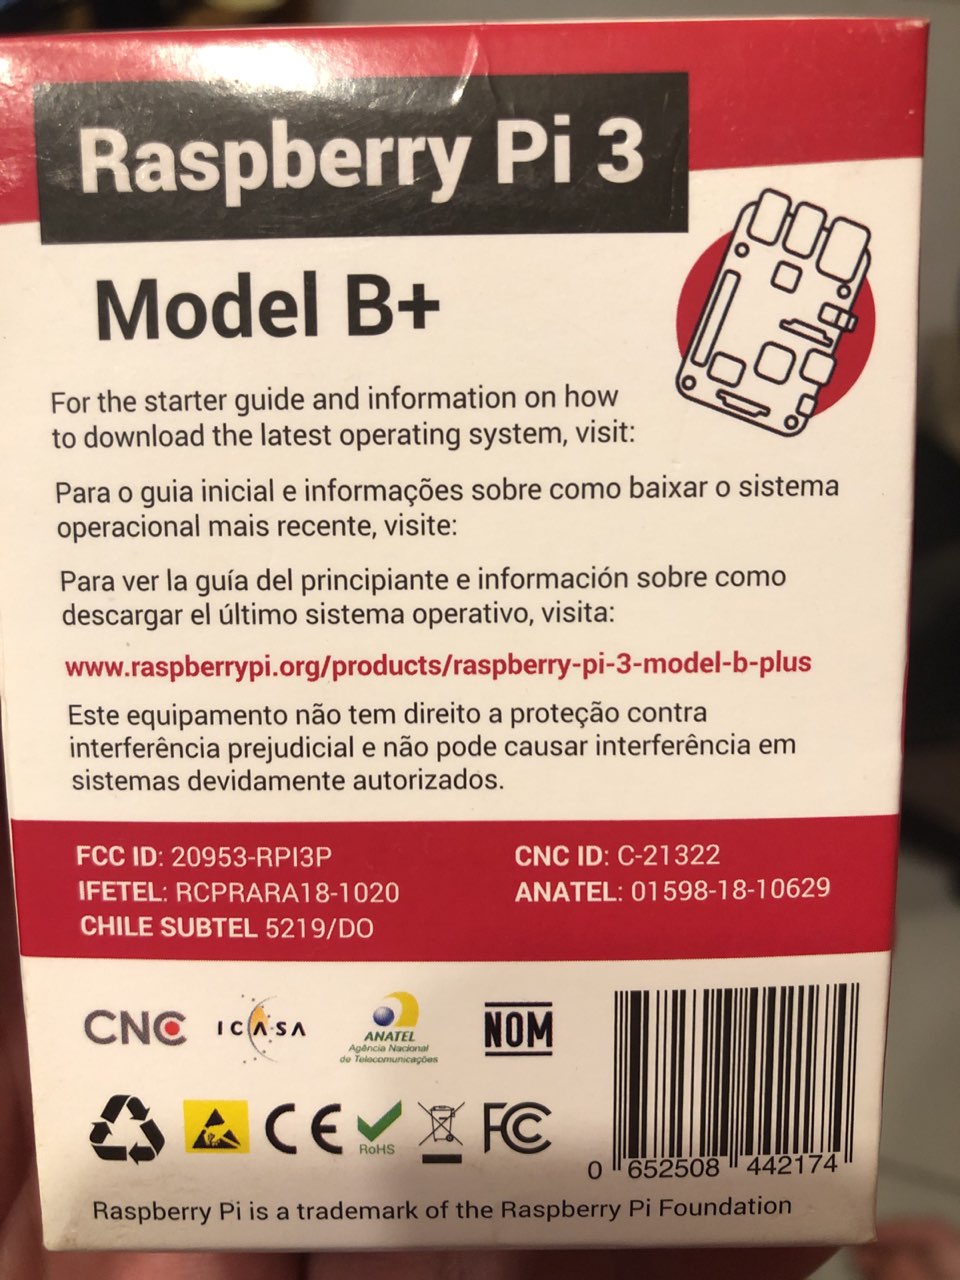 Raspberry Pi 3
Model B+
For the starter guide and information on how
to download the latest operating system, visit:
Para o guia inicial e informações sobre como baixar o sistema
operacional mais recente, visite:
Para ver la guía del principiante e información sobre como
descargar el último sistema operativo, visita:
www.raspberrypi.org/products/raspberry-pi-3-model-b-plus
Este equipamento não tem direito a proteção contra
interferência prejudicial e não pode causar interferência em
sistemas devidamente autorizados.
FCC ID: 20953-RPI3P
CNC ID: C-21322
IFETEL: RCPRARA18-1020
ANATEL: 01598-18-10629
CHILE SUBTEL 5219/DO
CNC
ICASA
ANATEL
Agência Nacional
de Telecomunicações
NOM
CE
RoHS
FC
0 652508 442174
Raspberry Pi is a trademark of the Raspberry Pi Foundation